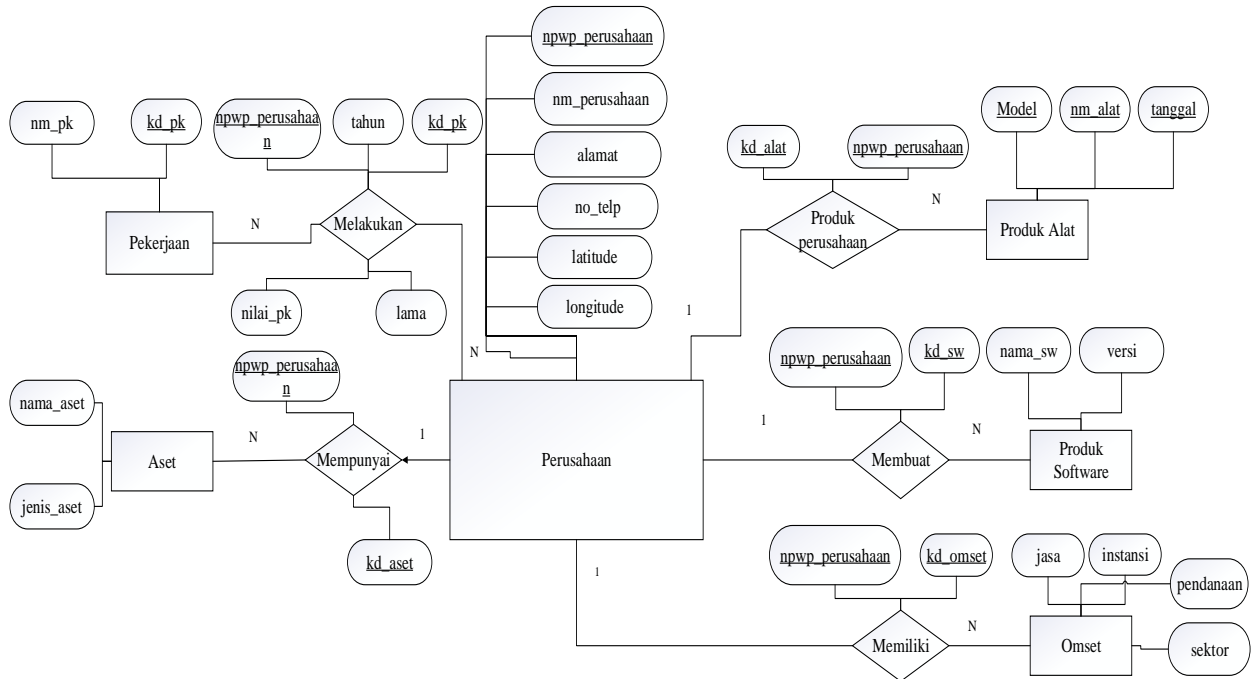 npwp_perusahaan
nm_perusahaan
alamat
no_telp
latitude
longitude
nm_pk
kd_pk
npwp_perusahaa
n
tahun
kd_pk
Pekerjaan
N
Melakukan
nilai_pk
lama
N
kd_alat
npwp_perusahaan
Model
nm_alat
tanggal
Produk
perusahaan
N
Produk Alat
1
npwp_perusahaa
n
nama_aset
Aset
jenis_aset
N
Mempunyai
1
kd_aset
Perusahaan
npwp_perusahaan
kd_sw
nama_sw
versi
1
Membuat
N
Produk
Software
1
npwp_perusahaan
kd_omset
jasa
instansi
pendanaan
Memiliki
N
Omset
sektor